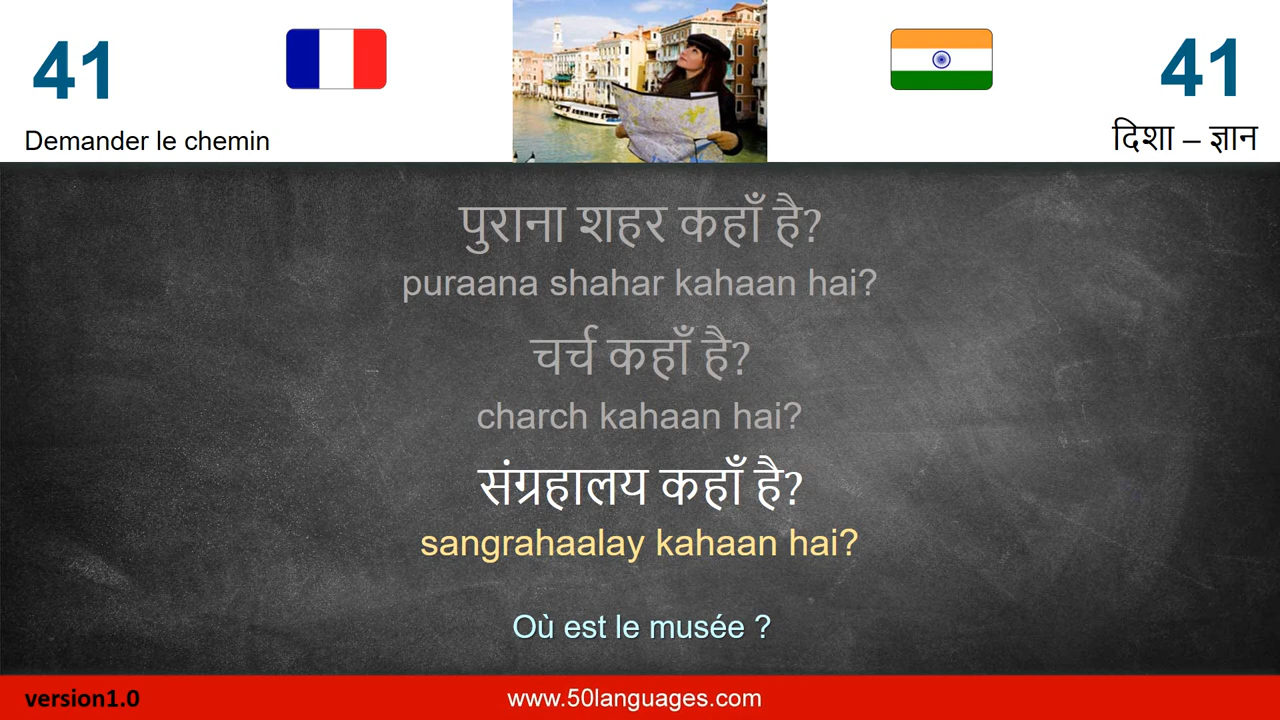 41
41
Demander le chemin
दिशा – ज्ञान
पुराना शहर कहाँ है?
puraana shahar kahaan hai?
चर्च कहाँ है?
charch kahaan hai?
संग्रहालय कहाँ है?
sangrahaalay kahaan hai?
Où est le musée ?
version1.0
www.50languages.com